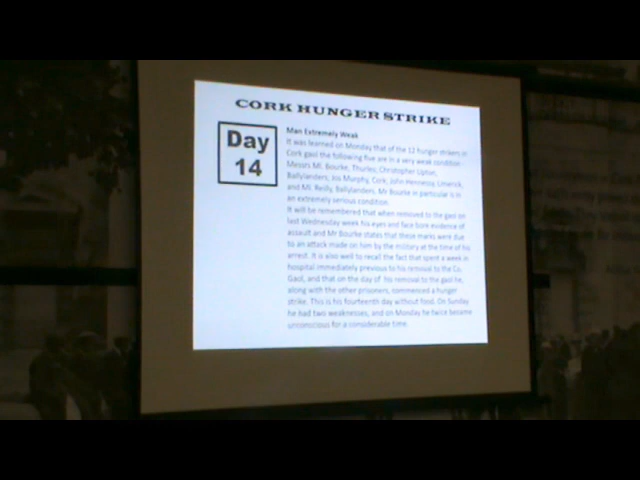 CORK HUNGER STRIKE
Day
14
Man Extremely Weak
It was learned on Monday that of the 12 hunger strikers in
Cork gaol the following five are in a very weak condition -
Messrs Ml. Bourke, Thurles; Christopher Upton,
Ballylanders; Jos Murphy, Cork; John Hennessy, Limerick,
and Ml. Reilly, Ballylanders. Mr Bourke in particular is in
an extremely serious condition.
It will be remembered that when removed to the gaol on
last Wednesday week his eyes and face bore evidence of
assault and Mr Bourke states that these marks were due
to an attack made on him by the military at the time of his
arrest. It is also well to recall the fact that spent a week in
hospital immediately previous to his removal to the Co.
Gaol, and that on the day of his removal to the gaol he,
along with the other prisoners, commenced a hunger
strike. This is his fourteenth day without food. On Sunday
he had two weaknesses, and on Monday he twice became
unconscious for a considerable time.